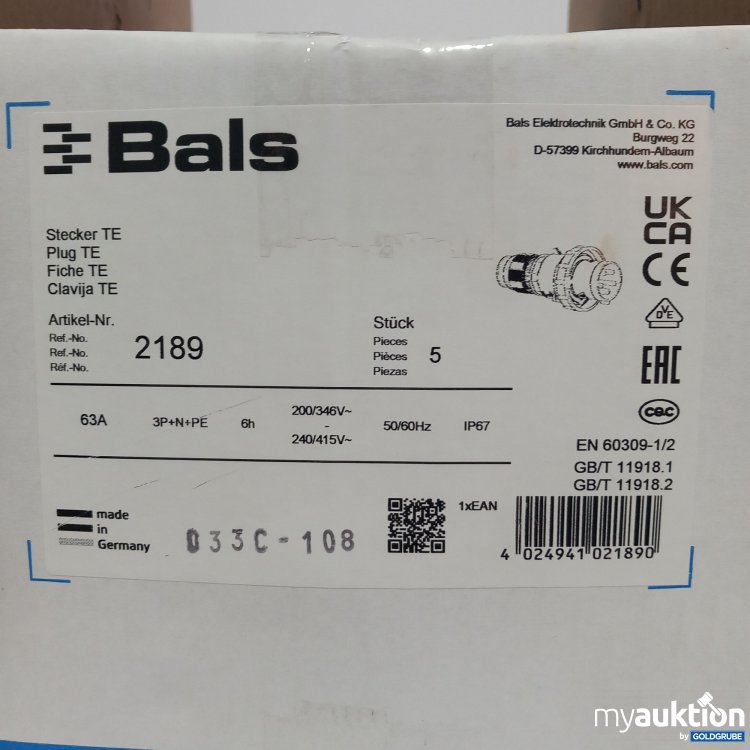 Bals
Bals Elektrotechnik GmbH & Co. KG
Burgweg 22
D-57399 Kirchhundem-Albaum
www.bals.com
Stecker TE
Plug TE
Fiche TE
Clavija TE
UK
CA
CE
VDE
EAC
CCC
Artikel-Nr.
Ref.-No.
Ref.-No.
Réf.-No.
2189
Stück
Pieces
Pièces
Piezas
5
63A
3P+N+PE
6h
200/346V~
-
240/415V~
50/60Hz
IP67
EN 60309-1/2
GB/T 11918.1
GB/T 11918.2
made
in
Germany
033C-108
1xEAN
4 024941 021890
myauktion
by GOLDGRUBE